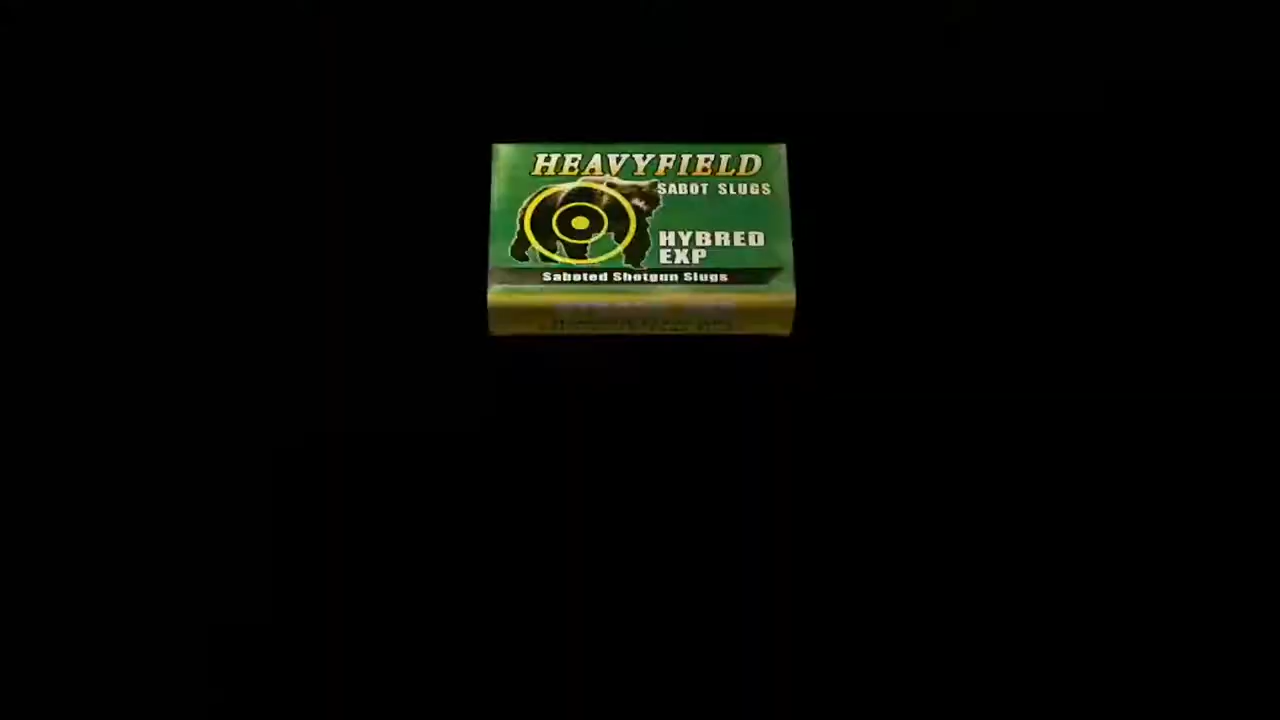 HEAVYFIELD
SABOT SLUGS
HYBRED
EXP
Saboted Shotgun Slugs